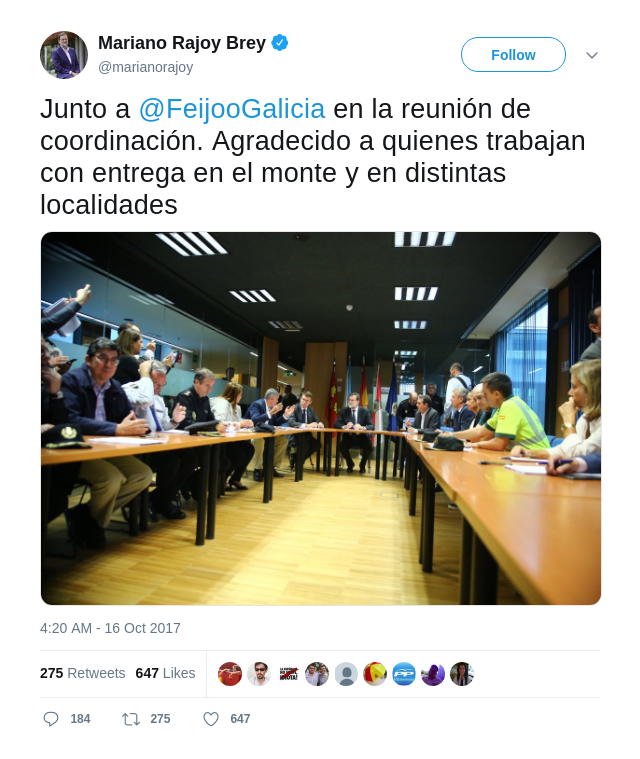 Mariano Rajoy Brey
@marianorajoy
Follow
Junto a @FeijooGalicia en la reunión de
coordinación. Agradecido a quienes trabajan
con entrega en el monte y en distintas
localidades
4:20 AM - 16 Oct 2017
275 Retweets 647 Likes
184 275 647